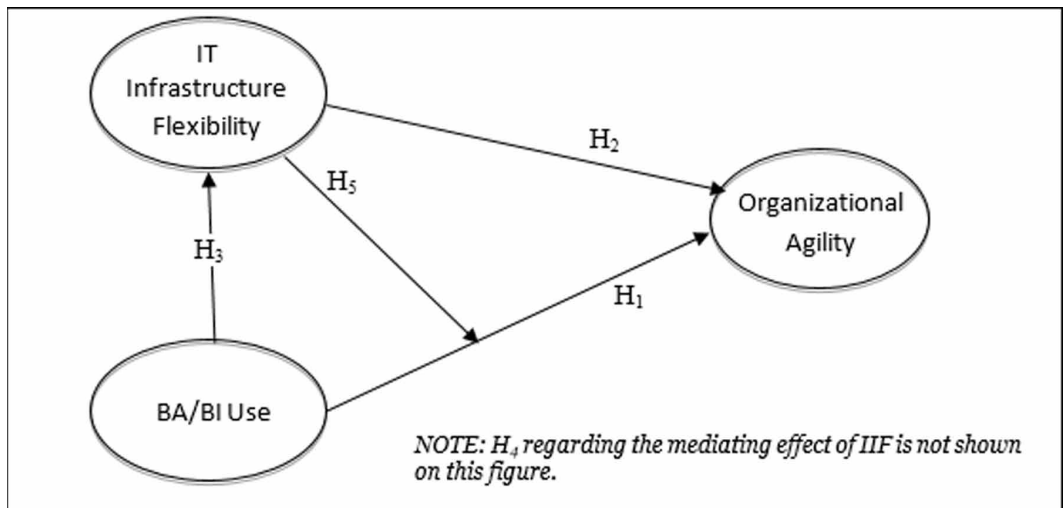 IT
Infrastructure
Flexibility
H₂
H₅
Organizational
Agility
H₃
H₁
BA/BI Use
NOTE: H₄ regarding the mediating effect of IIF is not shown
on this figure.